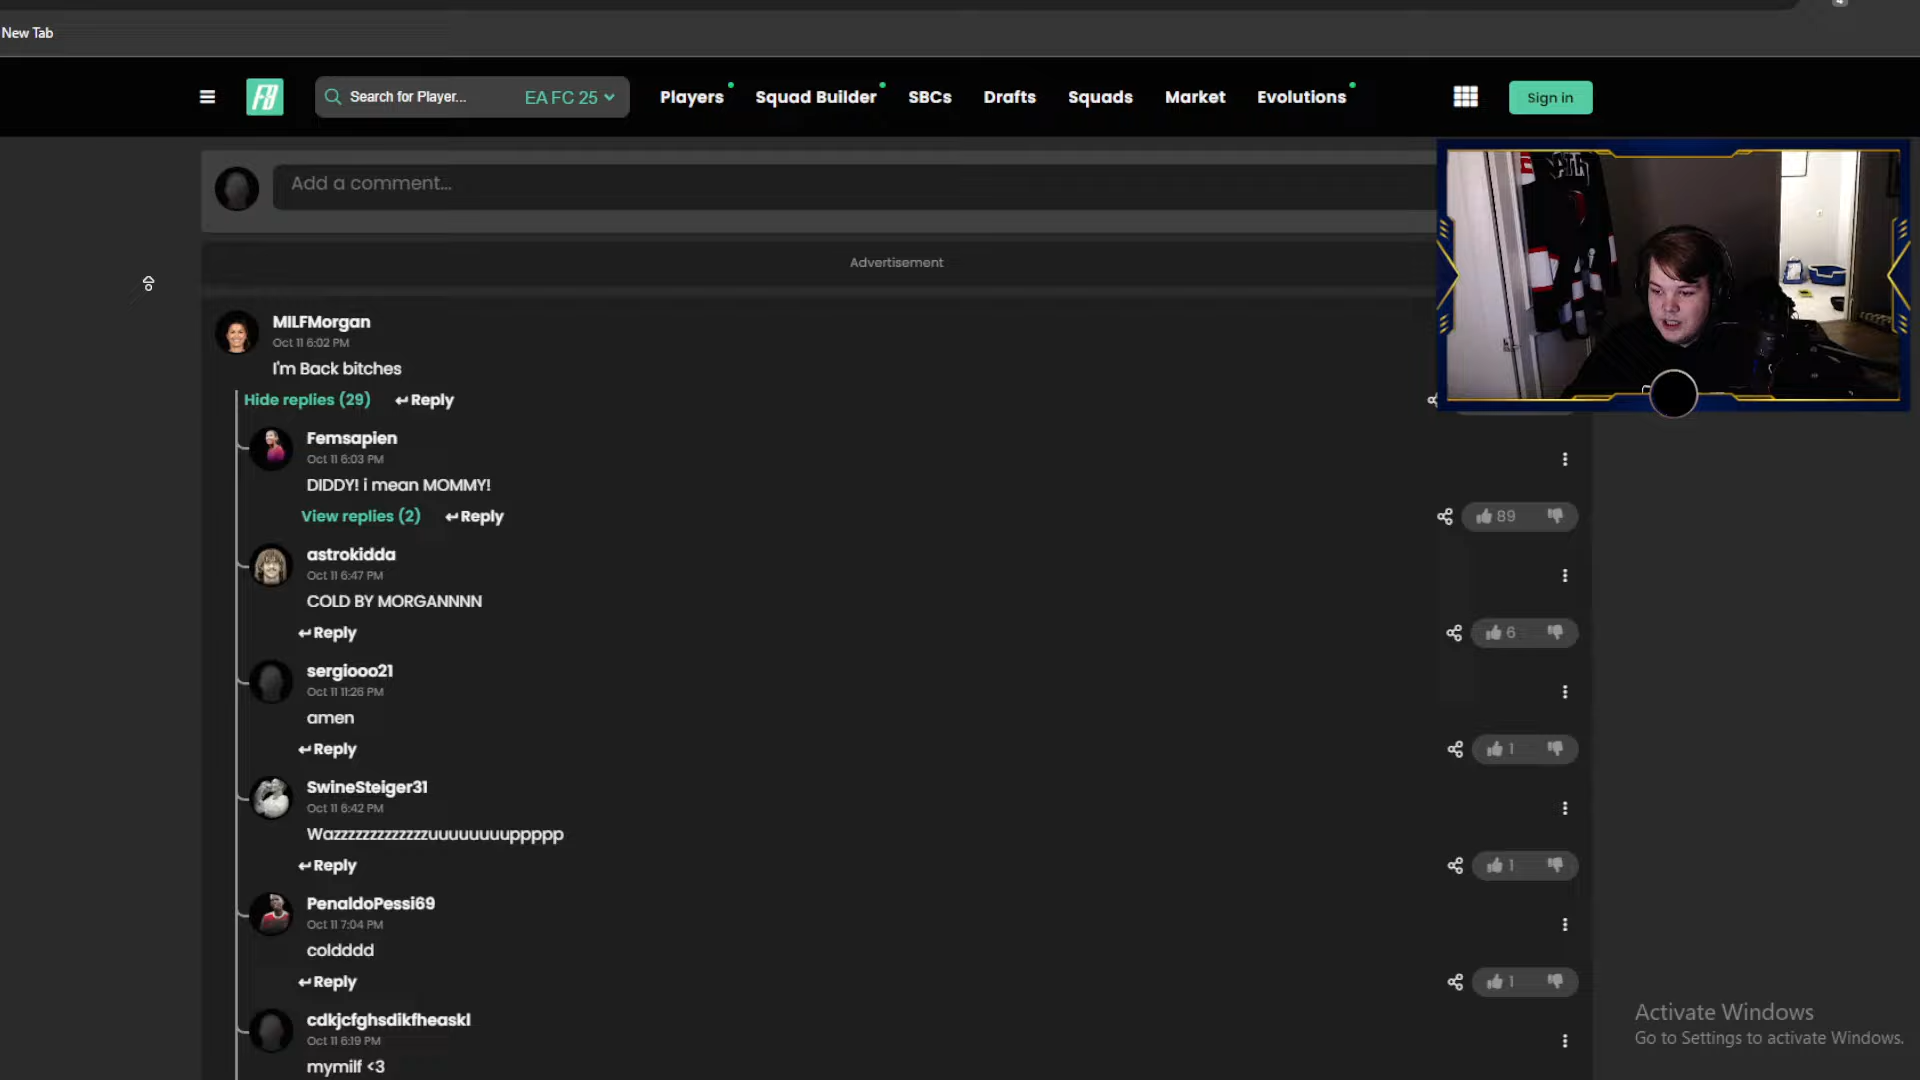 New Tab
FB
Search for Player...
EA FC 25
Players
Squad Builder
SBCs
Drafts
Squads
Market
Evolutions
Sign in
Add a comment...
Advertisement
MILFMorgan
Oct 11 6:02 PM
I'm Back bitches
Hide replies (29)
Reply
Femsapien
Oct 11 6:03 PM
DIDDY! i mean MOMMY!
View replies (2)
Reply
89
astrokidda
Oct 11 6:47 PM
COLD BY MORGANNNN
Reply
6
sergiooo21
Oct 11 11:26 PM
amen
Reply
1
SwineSteiger31
Oct 11 6:42 PM
Wazzzzzzzzzzzzzuuuuuuuuppppp
Reply
1
PenaldoPessi69
Oct 11 7:04 PM
coldddd
Reply
1
cdkjcfghsdikfheaskl
Oct 11 6:19 PM
mymilf <3
Activate Windows
Go to Settings to activate Windows.